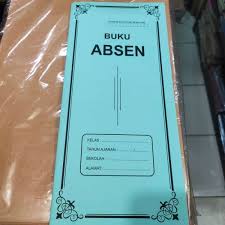 BUKU
ABSEN
KELAS
TAHUN AJARAN
SEKOLAH
ALAMAT